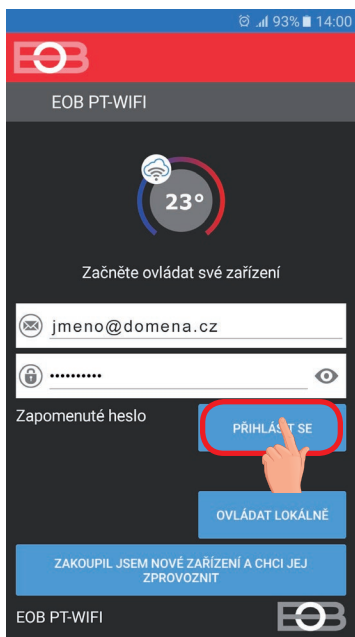 93% 14:00
EOB
EOB PT-WIFI
23°
Začněte ovládat své zařízení
jmeno@domena.cz
••••••••••
Zapomenuté heslo
PŘIHLÁSIT SE
OVLÁDAT LOKÁLNĚ
ZAKOUPIL JSEM NOVÉ ZAŘÍZENÍ A CHCI JEJ
ZPROVOZNIT
EOB PT-WIFI
EOB